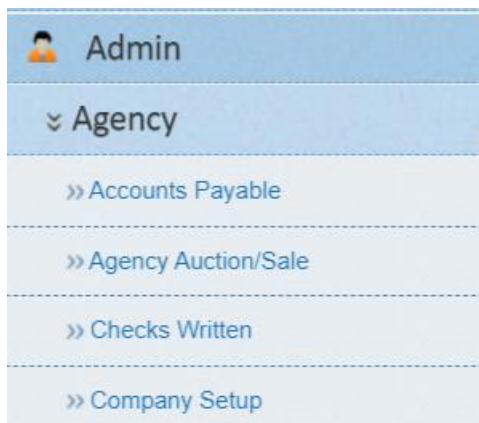 Admin
Agency
Accounts Payable
Agency Auction/Sale
Checks Written
Company Setup